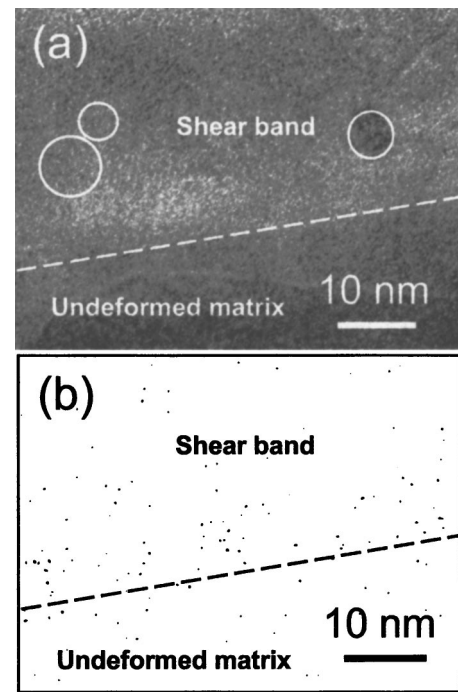 (a)
Shear band
Undeformed matrix
10 nm
(b)
Shear band
10 nm
Undeformed matrix